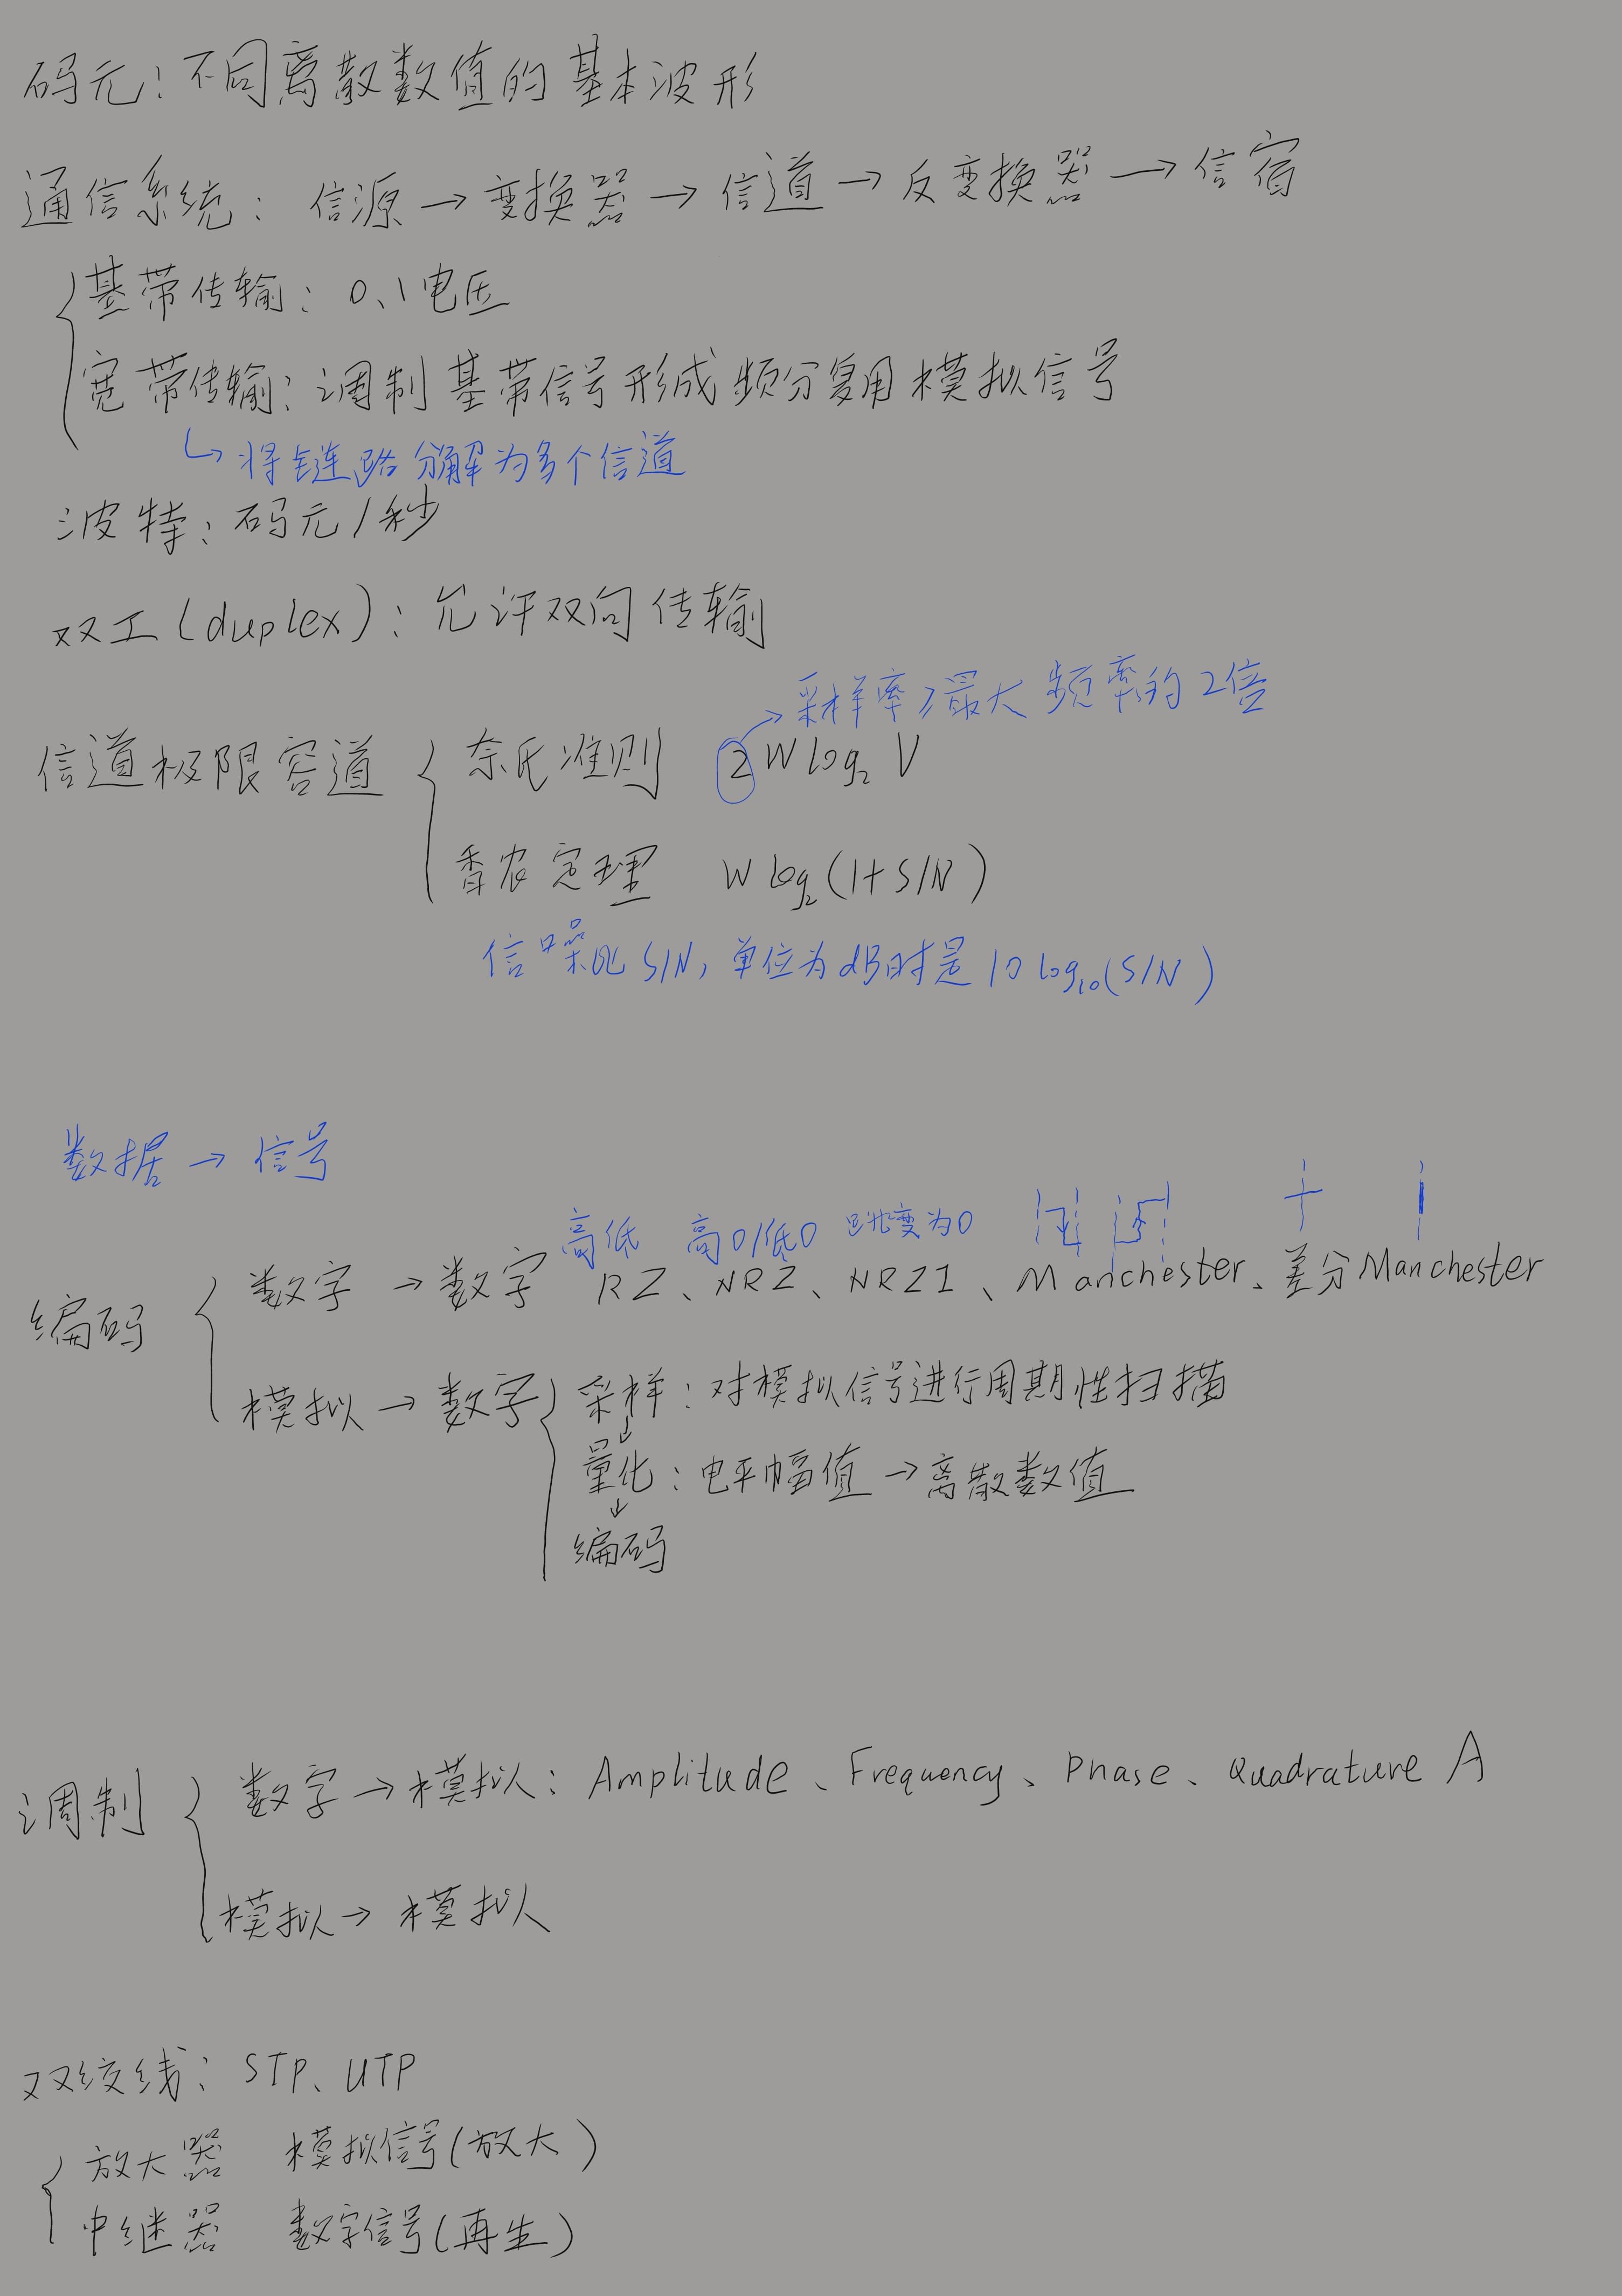 码元：不同离散数值的基本波形
通信系统：信源→变换器→信道→反变换器→信宿
基带传输：0、1电压
宽带传输：调制基带信号形成频分复用模拟信号
↳将链路分解为多个信道
波特：码元/秒
双工(duplex)：允许双向传输
→采样率≥最大频率的2倍
信道极限容道
奈氏准则 2Wlog₂V
香农定理 Wlog₂(1+S/N)
信噪比S/N，单位为dB时是10log₁₀(S/N)
数据→信号
高低 高0/低0 跳变为0
编码
数字→数字 RZ、NRZ、NRZI、Manchester、差分Manchester
模拟→数字
采样：对模拟信号进行周期性扫描
↓
量化：电平幅值→离散数值
↓
编码
调制
数字→模拟：Amplitude、Frequency、Phase、Quadrature A
模拟→模拟
双绞线：STP、UTP
放大器 模拟信号(放大)
中继器 数字信号(再生)